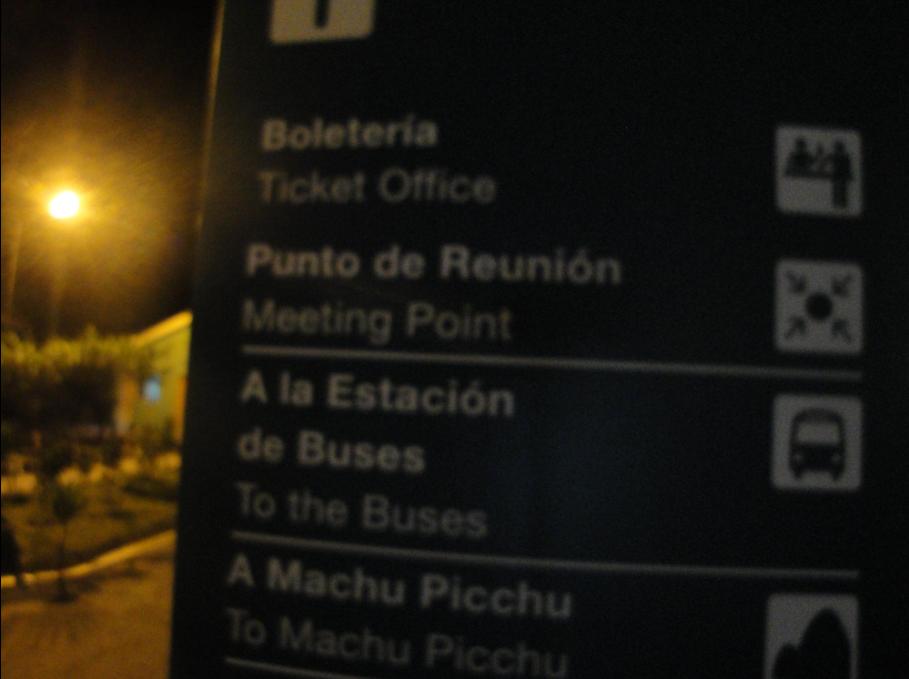 Boletería
Ticket Office
Punto de Reunión
Meeting Point
A la Estación
de Buses
To the Buses
A Machu Picchu
To Machu Picchu